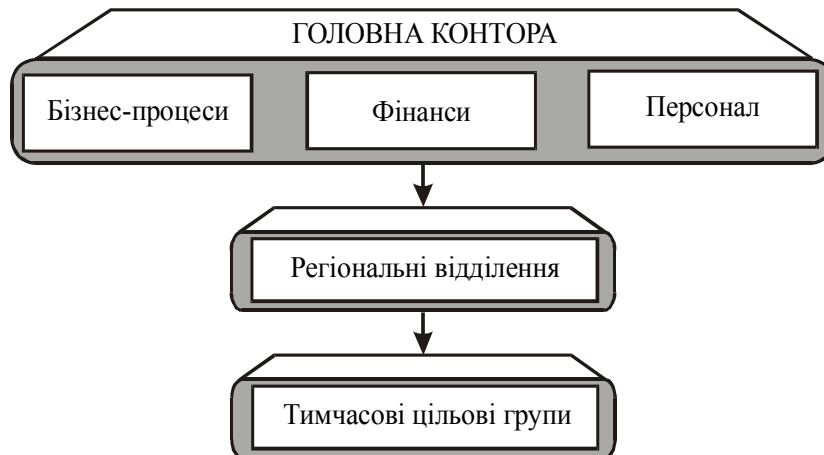 ГОЛОВНА КОНТОРА
Бізнес-процеси
Фінанси
Персонал
Регіональні відділення
Тимчасові цільові групи